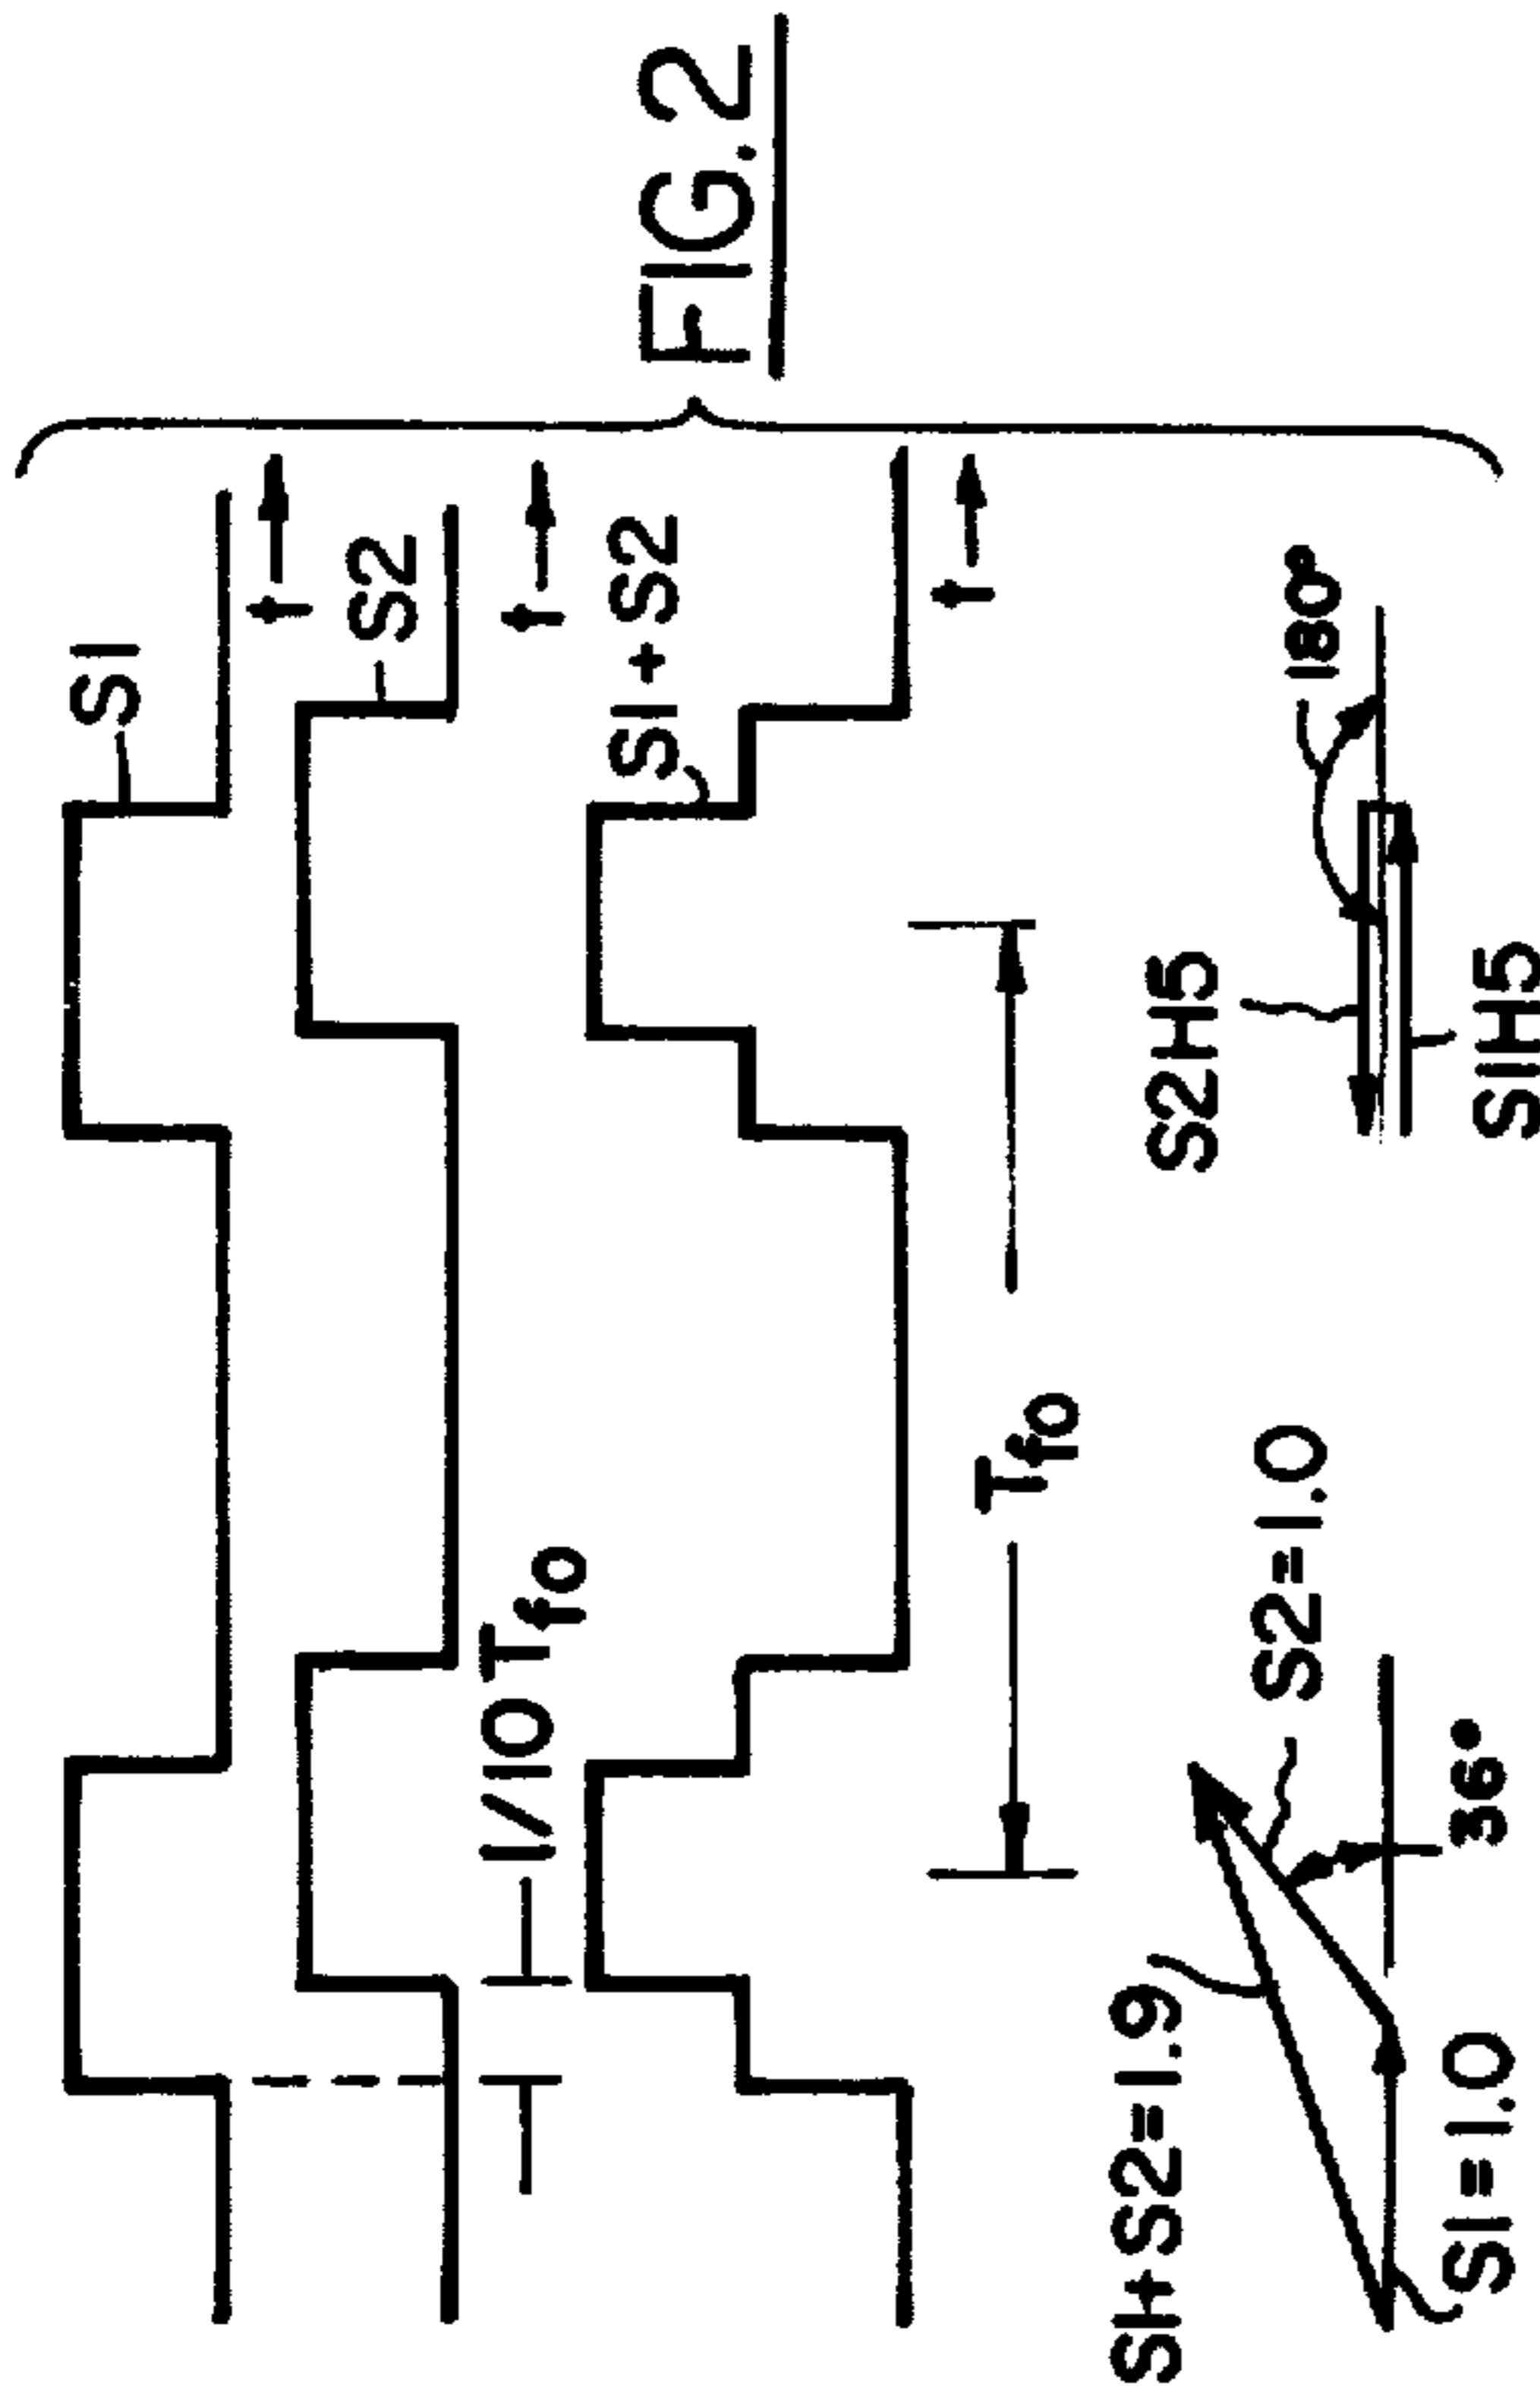 S1
t
S2
t
1/10 Tfo
S1 + S2
t
Tfo
S1+S2=1.9
S2=1.0
S1=1.0
36°
S2H5
180°
S1H5
FIG. 2